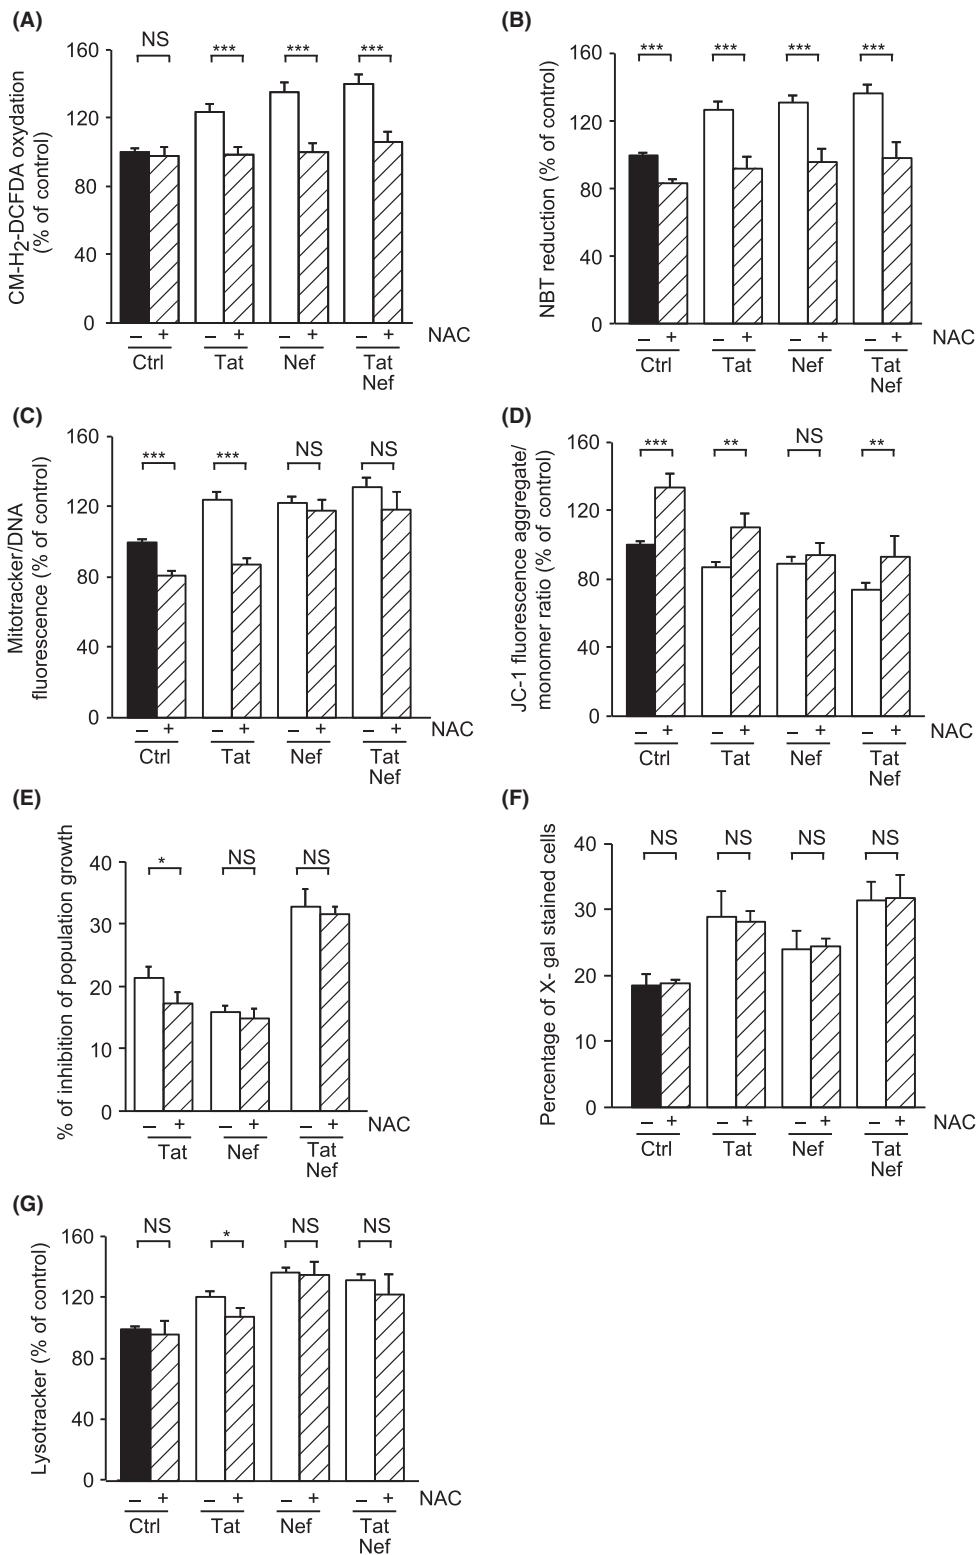 (A)
CM-H2-DCFDA oxydation
(% of control)
160
120
80
40
0
NS
***
***
***
– + – + – + – + NAC
Ctrl Tat Nef Tat
Nef
(B)
NBT reduction (% of control)
160
120
80
40
0
***
***
***
***
– + – + – + – + NAC
Ctrl Tat Nef Tat
Nef
(C)
Mitotracker/DNA
fluorescence (% of control)
160
120
80
40
0
***
***
NS
NS
– + – + – + – + NAC
Ctrl Tat Nef Tat
Nef
(D)
JC-1 fluorescence aggregate/
monomer ratio (% of control)
160
120
80
40
0
***
**
NS
**
– + – + – + – + NAC
Ctrl Tat Nef Tat
Nef
(E)
% of inhibition of population growth
40
30
20
10
0
*
NS
NS
– + – + – + NAC
Tat Nef Tat
Nef
(F)
Percentage of X- gal stained cells
40
30
20
10
0
NS
NS
NS
NS
– + – + – + – + NAC
Ctrl Tat Nef Tat
Nef
(G)
Lysotracker (% of control)
160
120
80
40
0
NS
*
NS
NS
– + – + – + – + NAC
Ctrl Tat Nef Tat
Nef